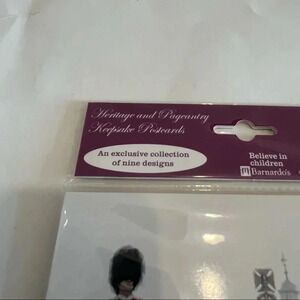 Heritage and Pageantry
Keepsake Postcards
An exclusive collection
of nine designs
Believe in
children
Barnardo's